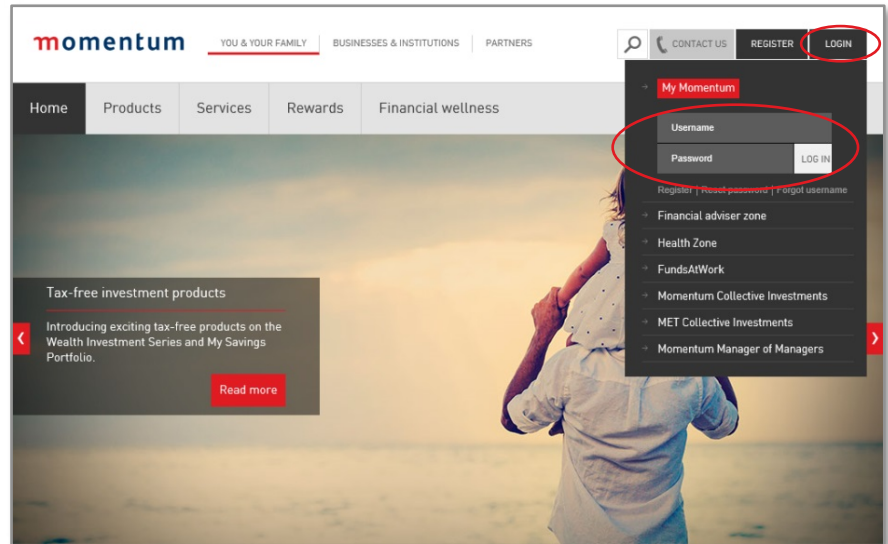 momentum
YOU & YOUR FAMILY
BUSINESSES & INSTITUTIONS
PARTNERS
CONTACT US
REGISTER
LOGIN
Home
Products
Services
Rewards
Financial wellness
My Momentum
Username
Password
LOG IN
Register | Reset password | Forgot username
Financial adviser zone
Health Zone
FundsAtWork
Momentum Collective Investments
MET Collective Investments
Momentum Manager of Managers
Tax-free investment products
Introducing exciting tax-free products on the
Wealth Investment Series and My Savings
Portfolio.
Read more